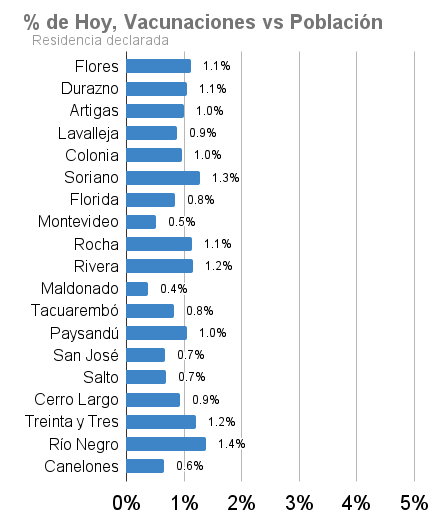 % de Hoy, Vacunaciones vs Población
Residencia declarada
Flores 1.1%
Durazno 1.1%
Artigas 1.0%
Lavalleja 0.9%
Colonia 1.0%
Soriano 1.3%
Florida 0.8%
Montevideo 0.5%
Rocha 1.1%
Rivera 1.2%
Maldonado 0.4%
Tacuarembó 0.8%
Paysandú 1.0%
San José 0.7%
Salto 0.7%
Cerro Largo 0.9%
Treinta y Tres 1.2%
Río Negro 1.4%
Canelones 0.6%
0% 1% 2% 3% 4% 5%